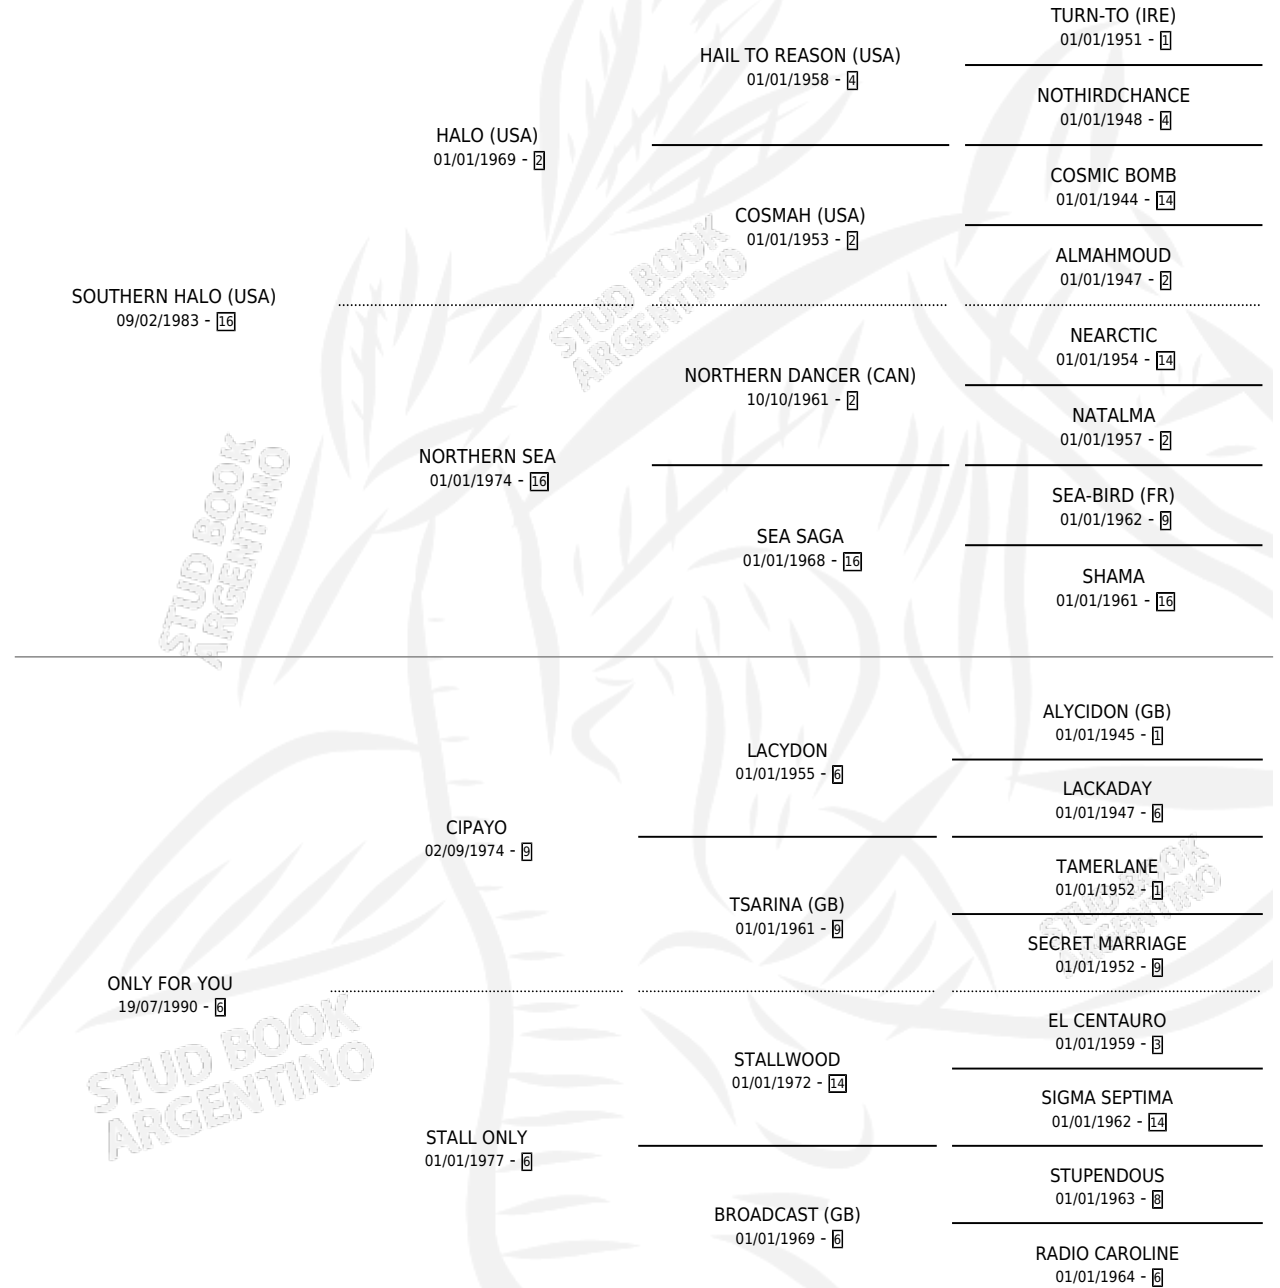 TURN-TO (IRE)
01/01/1951 - 1
HAIL TO REASON (USA)
01/01/1958 - 4
NOTHIRDCHANCE
01/01/1948 - 4
HALO (USA)
01/01/1969 - 2
COSMIC BOMB
01/01/1944 - 14
COSMAH (USA)
01/01/1953 - 2
ALMAHMOUD
01/01/1947 - 2
SOUTHERN HALO (USA)
09/02/1983 - 16
NEARCTIC
01/01/1954 - 14
NORTHERN DANCER (CAN)
10/10/1961 - 2
NATALMA
01/01/1957 - 2
NORTHERN SEA
01/01/1974 - 16
SEA-BIRD (FR)
01/01/1962 - 9
SEA SAGA
01/01/1968 - 16
SHAMA
01/01/1961 - 16
ALYCIDON (GB)
01/01/1945 - 1
LACYDON
01/01/1955 - 6
LACKADAY
01/01/1947 - 6
CIPAYO
02/09/1974 - 9
TAMERLANE
01/01/1952 - 1
TSARINA (GB)
01/01/1961 - 9
SECRET MARRIAGE
01/01/1952 - 9
ONLY FOR YOU
19/07/1990 - 6
EL CENTAURO
01/01/1959 - 3
STALLWOOD
01/01/1972 - 14
SIGMA SEPTIMA
01/01/1962 - 14
STALL ONLY
01/01/1977 - 6
STUPENDOUS
01/01/1963 - 8
BROADCAST (GB)
01/01/1969 - 6
RADIO CAROLINE
01/01/1964 - 6
STUD BOOK
ARGENTINO
STUD BOOK
ARGENTINO
STUD BOOK
ARGENTINO
STUD BOOK
ARGENTINO